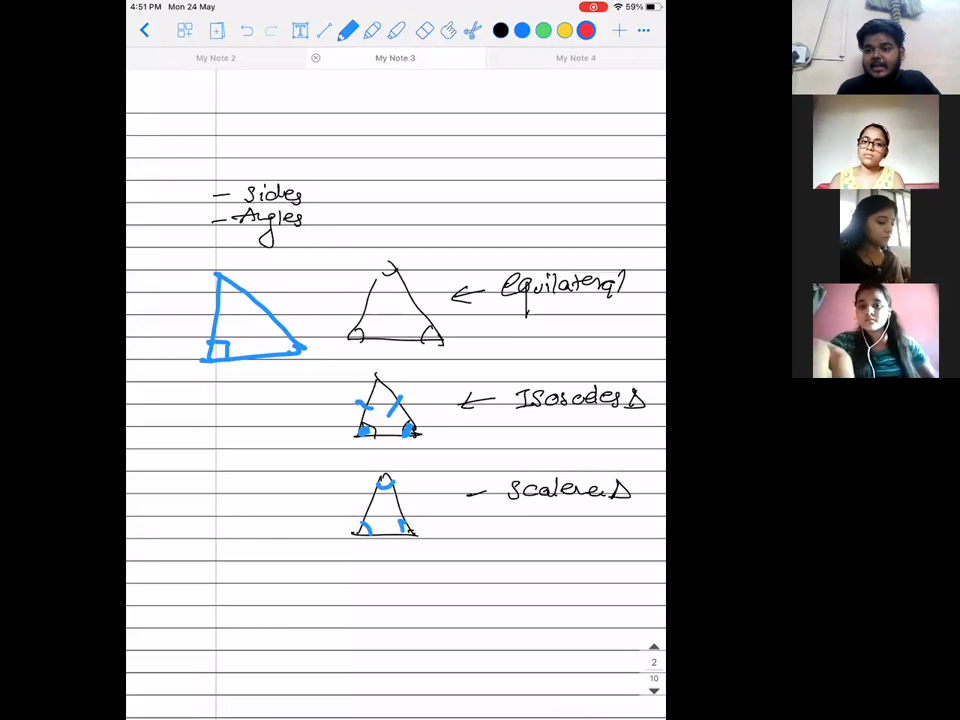 4:51 PM Mon 24 May
59%
My Note 2
My Note 3
My Note 4
- Sides
- Angles
Equilateral
Isosceles Δ
- Scalene Δ
2
10